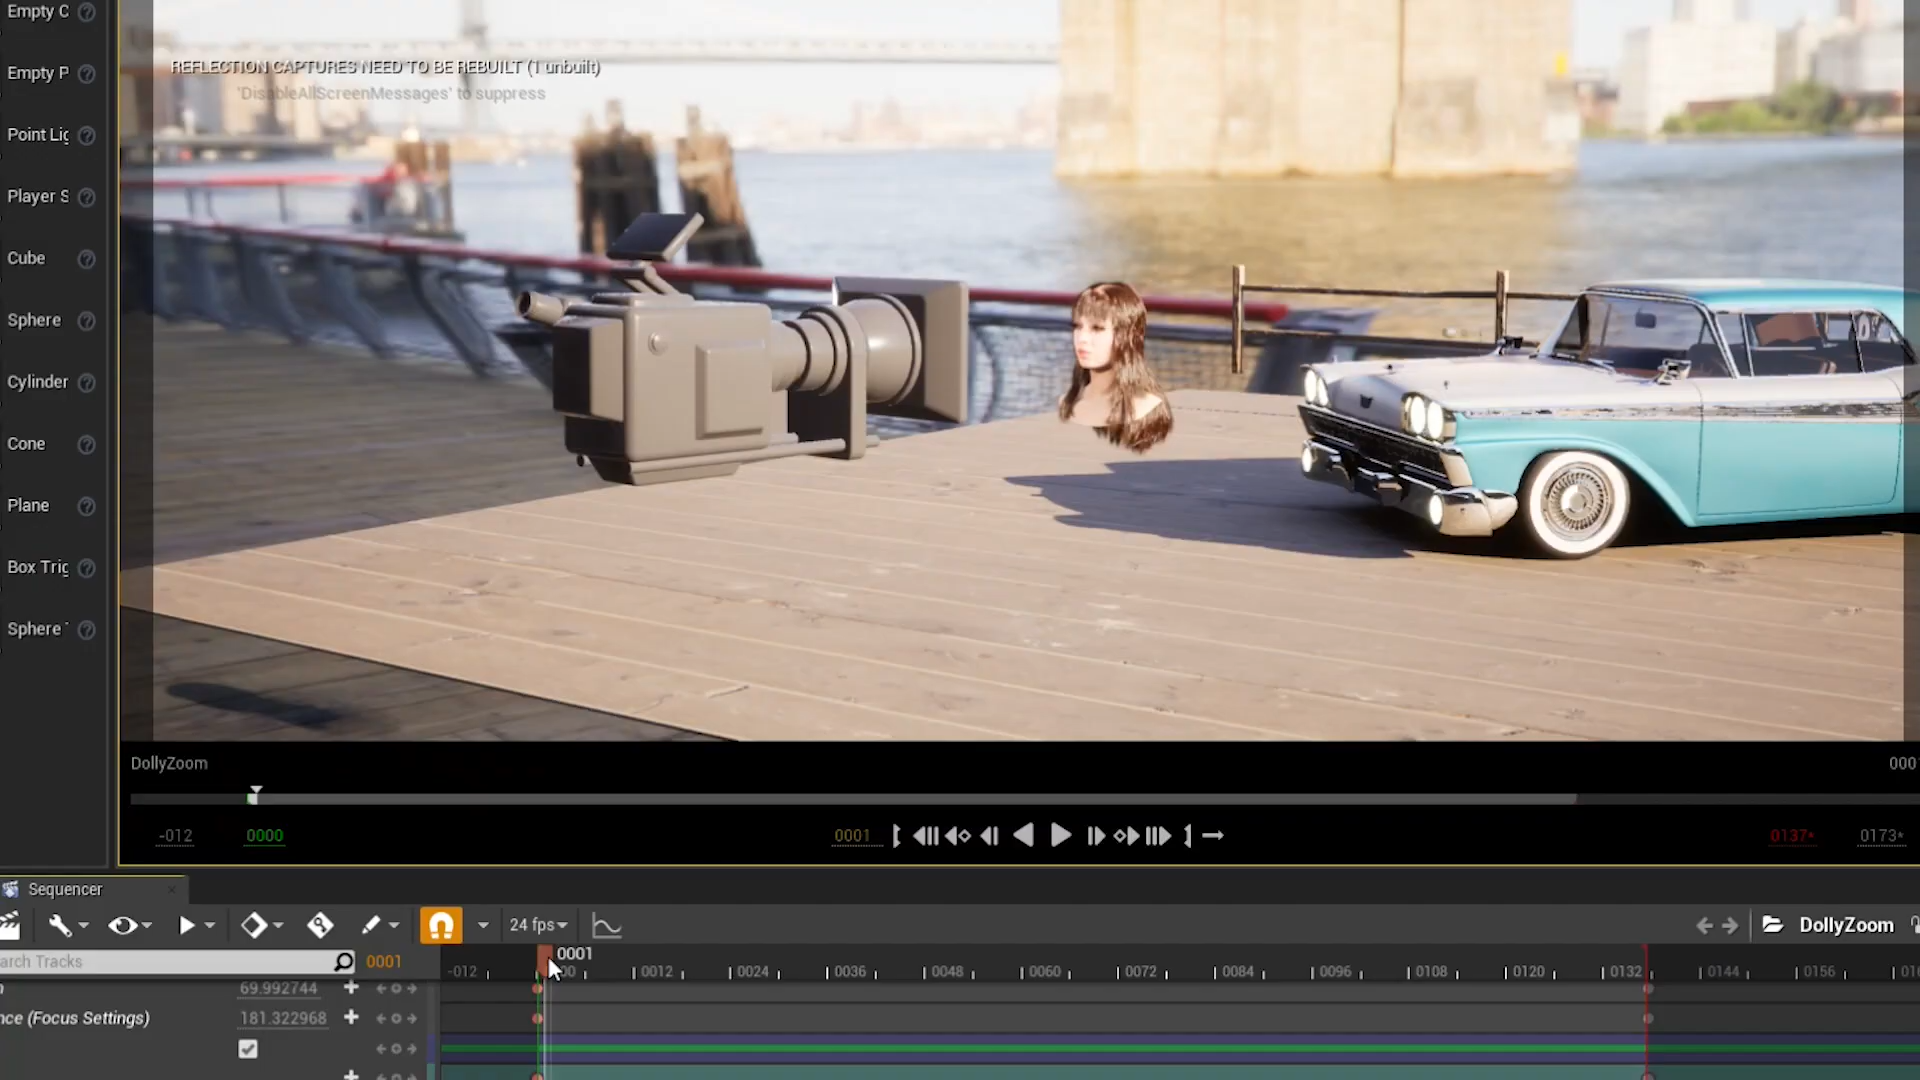 Empty C
REFLECTION CAPTURES NEED TO BE REBUILT (1 unbuilt)
'DisableAllScreenMessages' to suppress
Empty P
Point Lig
Player S
Cube
Sphere
Cylinder
Cone
Plane
Box Trig
Sphere
DollyZoom
000
-012
0000
0001
0137*
0173*
Sequencer
24 fps
DollyZoom
arch Tracks
0001
0001
-012
00
0012
0024
0036
0048
0060
0072
0084
0096
0108
0120
0132
0144
0156
016
69.992744
nce (Focus Settings)
181.322968